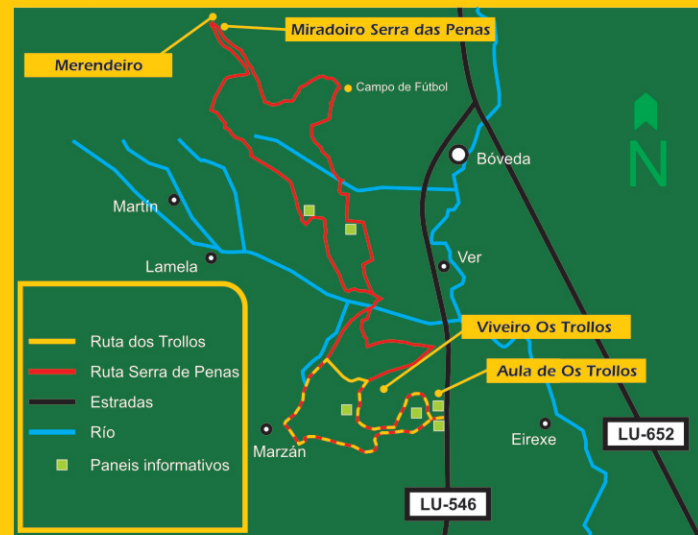 Miradoiro Serra das Penas
Merendeiro
Campo de Fútbol
N
Bóveda
Martín
Lamela
Ver
Viveiro Os Trollos
Aula de Os Trollos
Marzán
Eirexe
LU-652
LU-546
Ruta dos Trollos
Ruta Serra de Penas
Estradas
Río
Paneis informativos